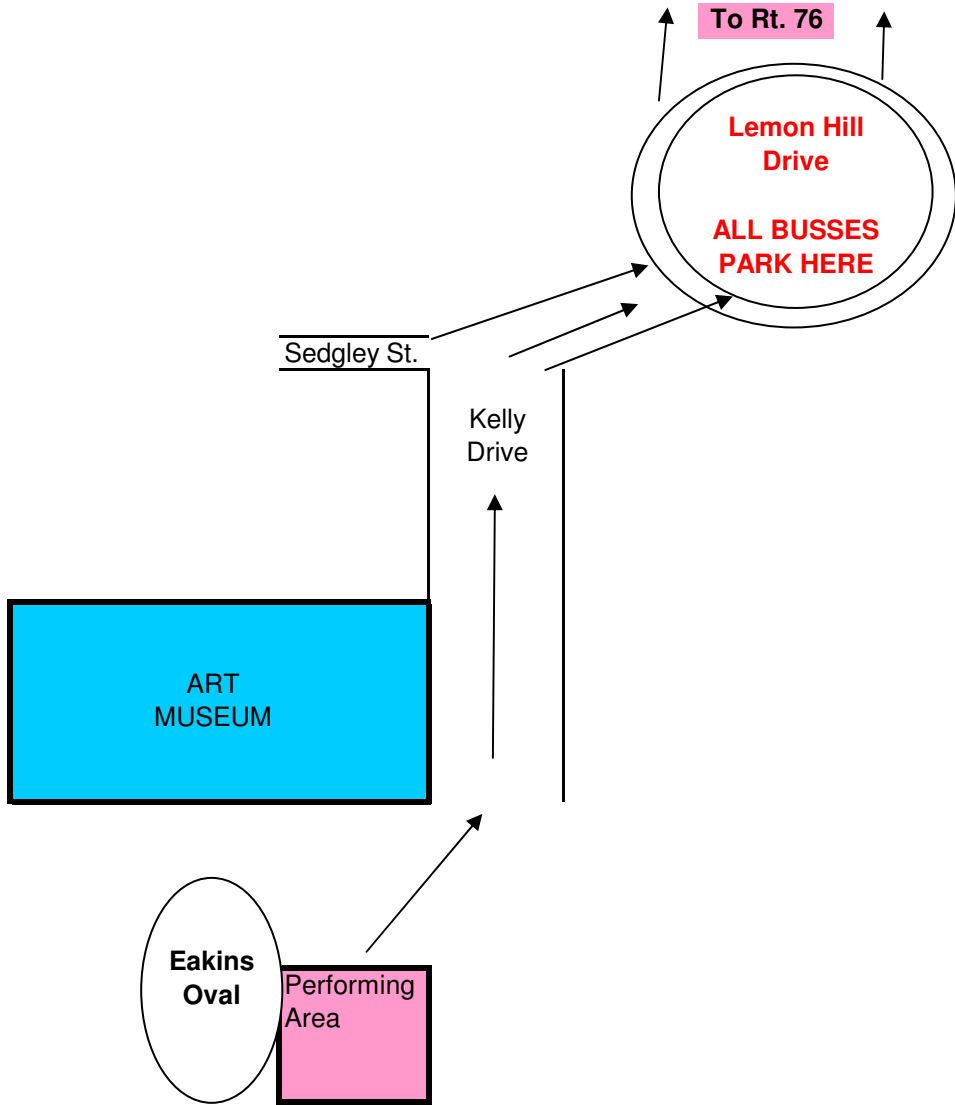 To Rt. 76
Lemon Hill
Drive
ALL BUSSES
PARK HERE
Sedgley St.
Kelly
Drive
ART
MUSEUM
Eakins
Oval
Performing
Area